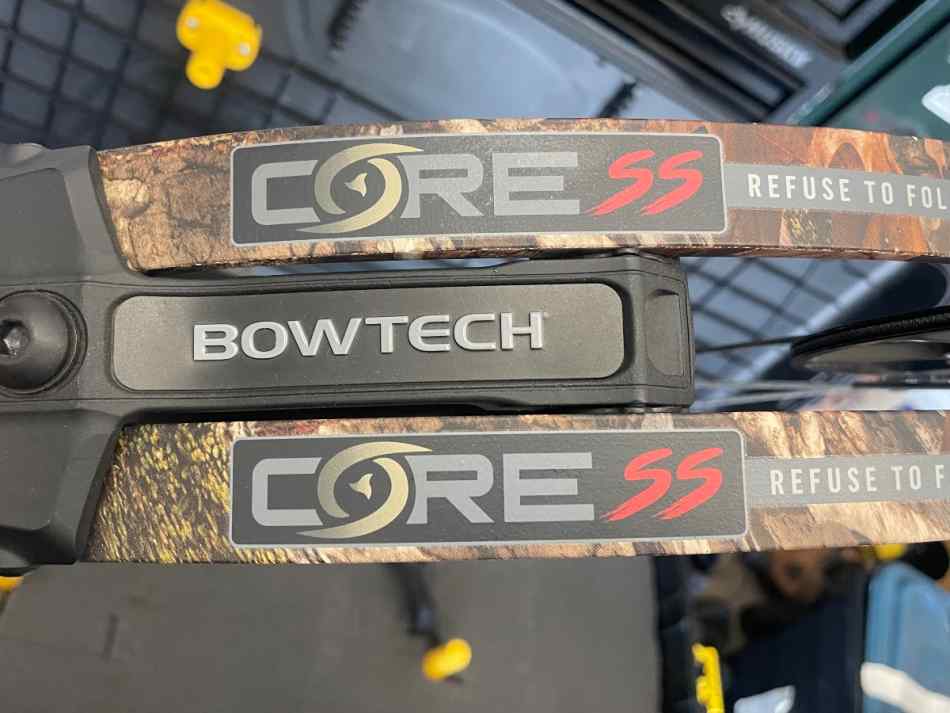 CORE SS
REFUSE TO FOL
BOWTECH
CORE SS
REFUSE TO F